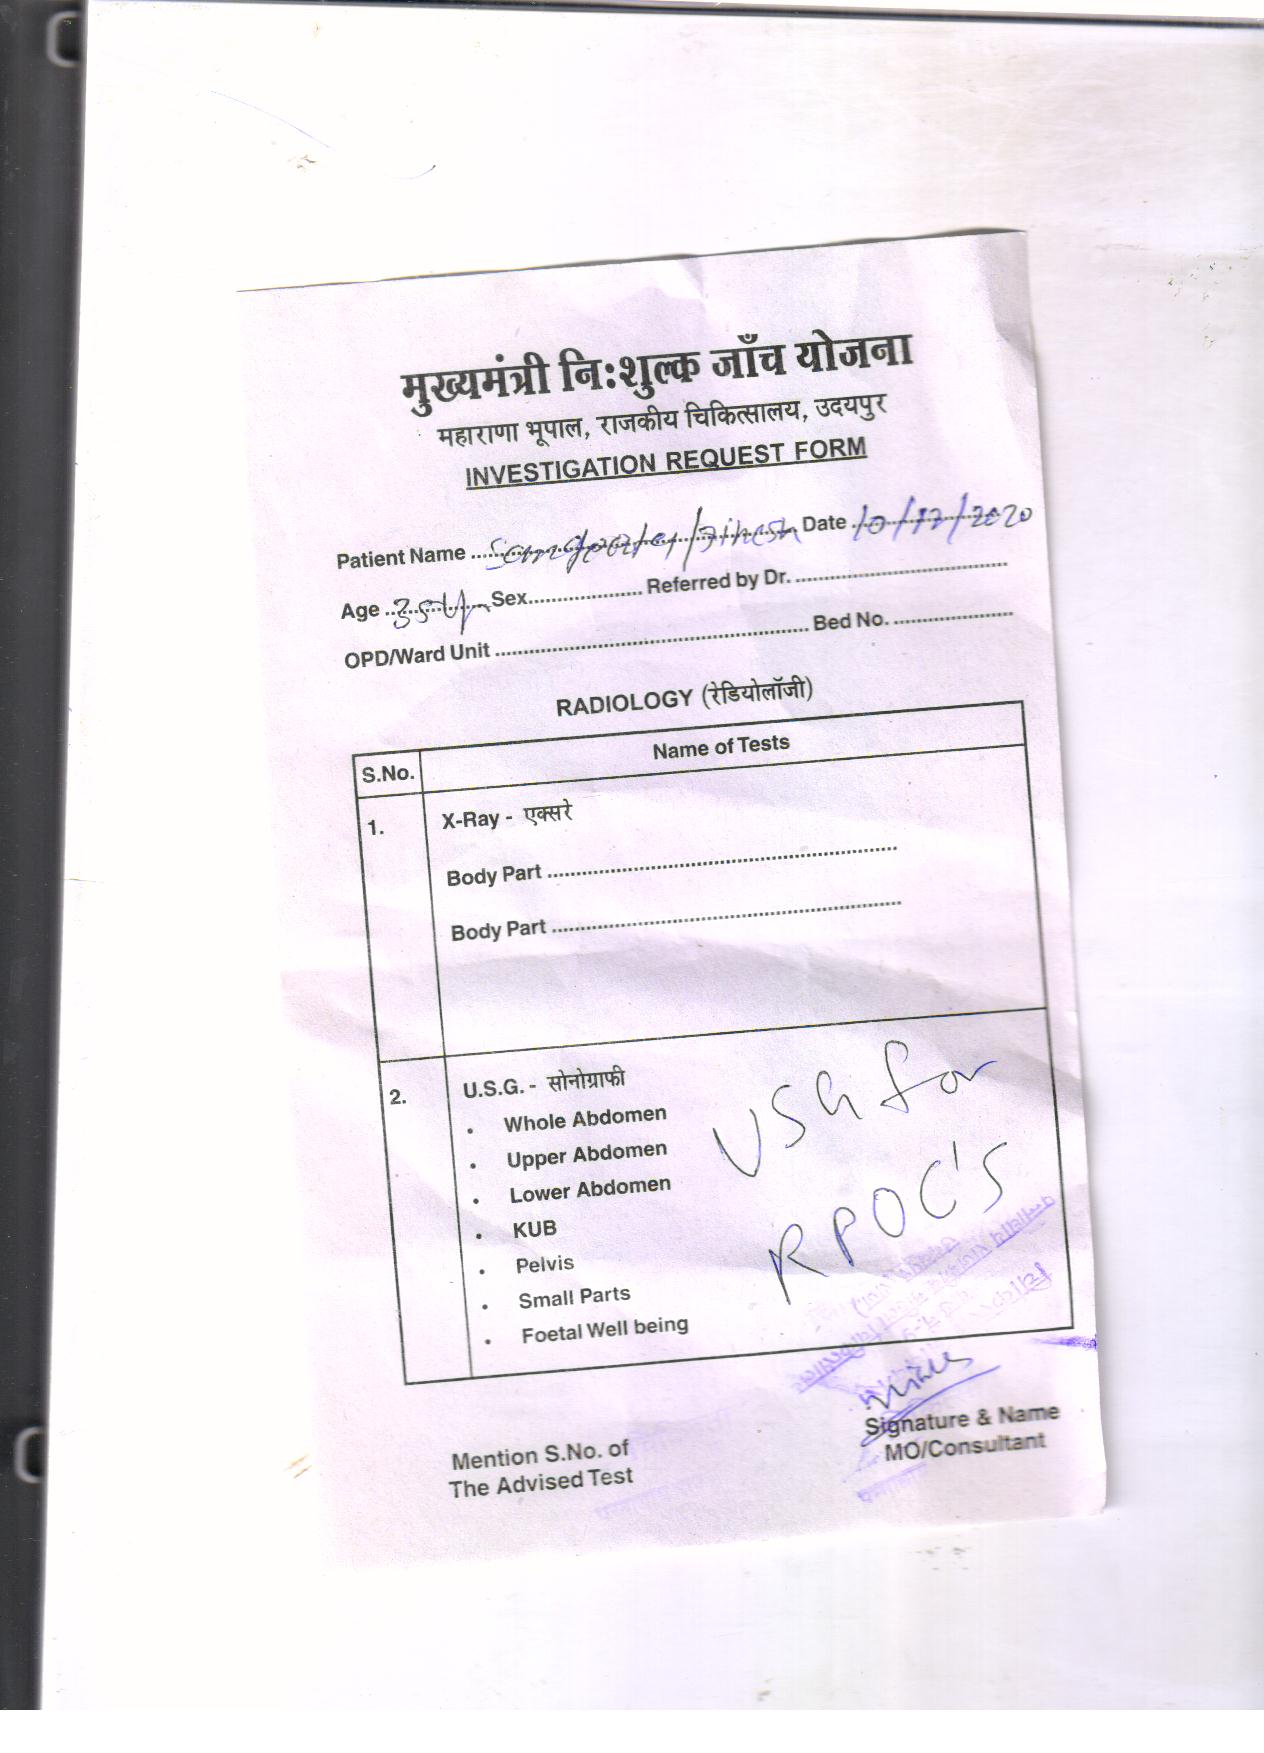 मुख्यमंत्री नि:शुल्क जाँच योजना
महाराणा भूपाल, राजकीय चिकित्सालय, उदयपुर
INVESTIGATION REQUEST FORM
Patient Name ........ /Dinesh Date 10/12/2020
Age 35 Y Sex.................... Referred by Dr. ......................................
OPD/Ward Unit ....................................................... Bed No. .....................
RADIOLOGY (रेडियोलॉजी)
S.No. Name of Tests
1. X-Ray - एक्सरे
Body Part .............................................................
Body Part .............................................................
2. U.S.G. - सोनोग्राफी
• Whole Abdomen
• Upper Abdomen
• Lower Abdomen
• KUB
• Pelvis
• Small Parts
• Foetal Well being
USG for
RPOC'S
Signature & Name
MO/Consultant
Mention S.No. of
The Advised Test